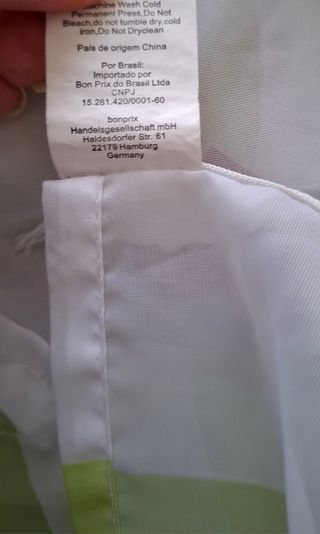 Machine Wash Cold
Permanent Press,Do Not
Bleach,do not tumble dry,cold
iron,Do Not Dryclean
País de origem China
Por Brasil:
Importado por
Bon Prix do Brasil Ltda
CNPJ
15.281.420/0001-60
bonprix
Handelsgesellschaft mbH
Haldesdorfer Str. 61
22179 Hamburg
Germany